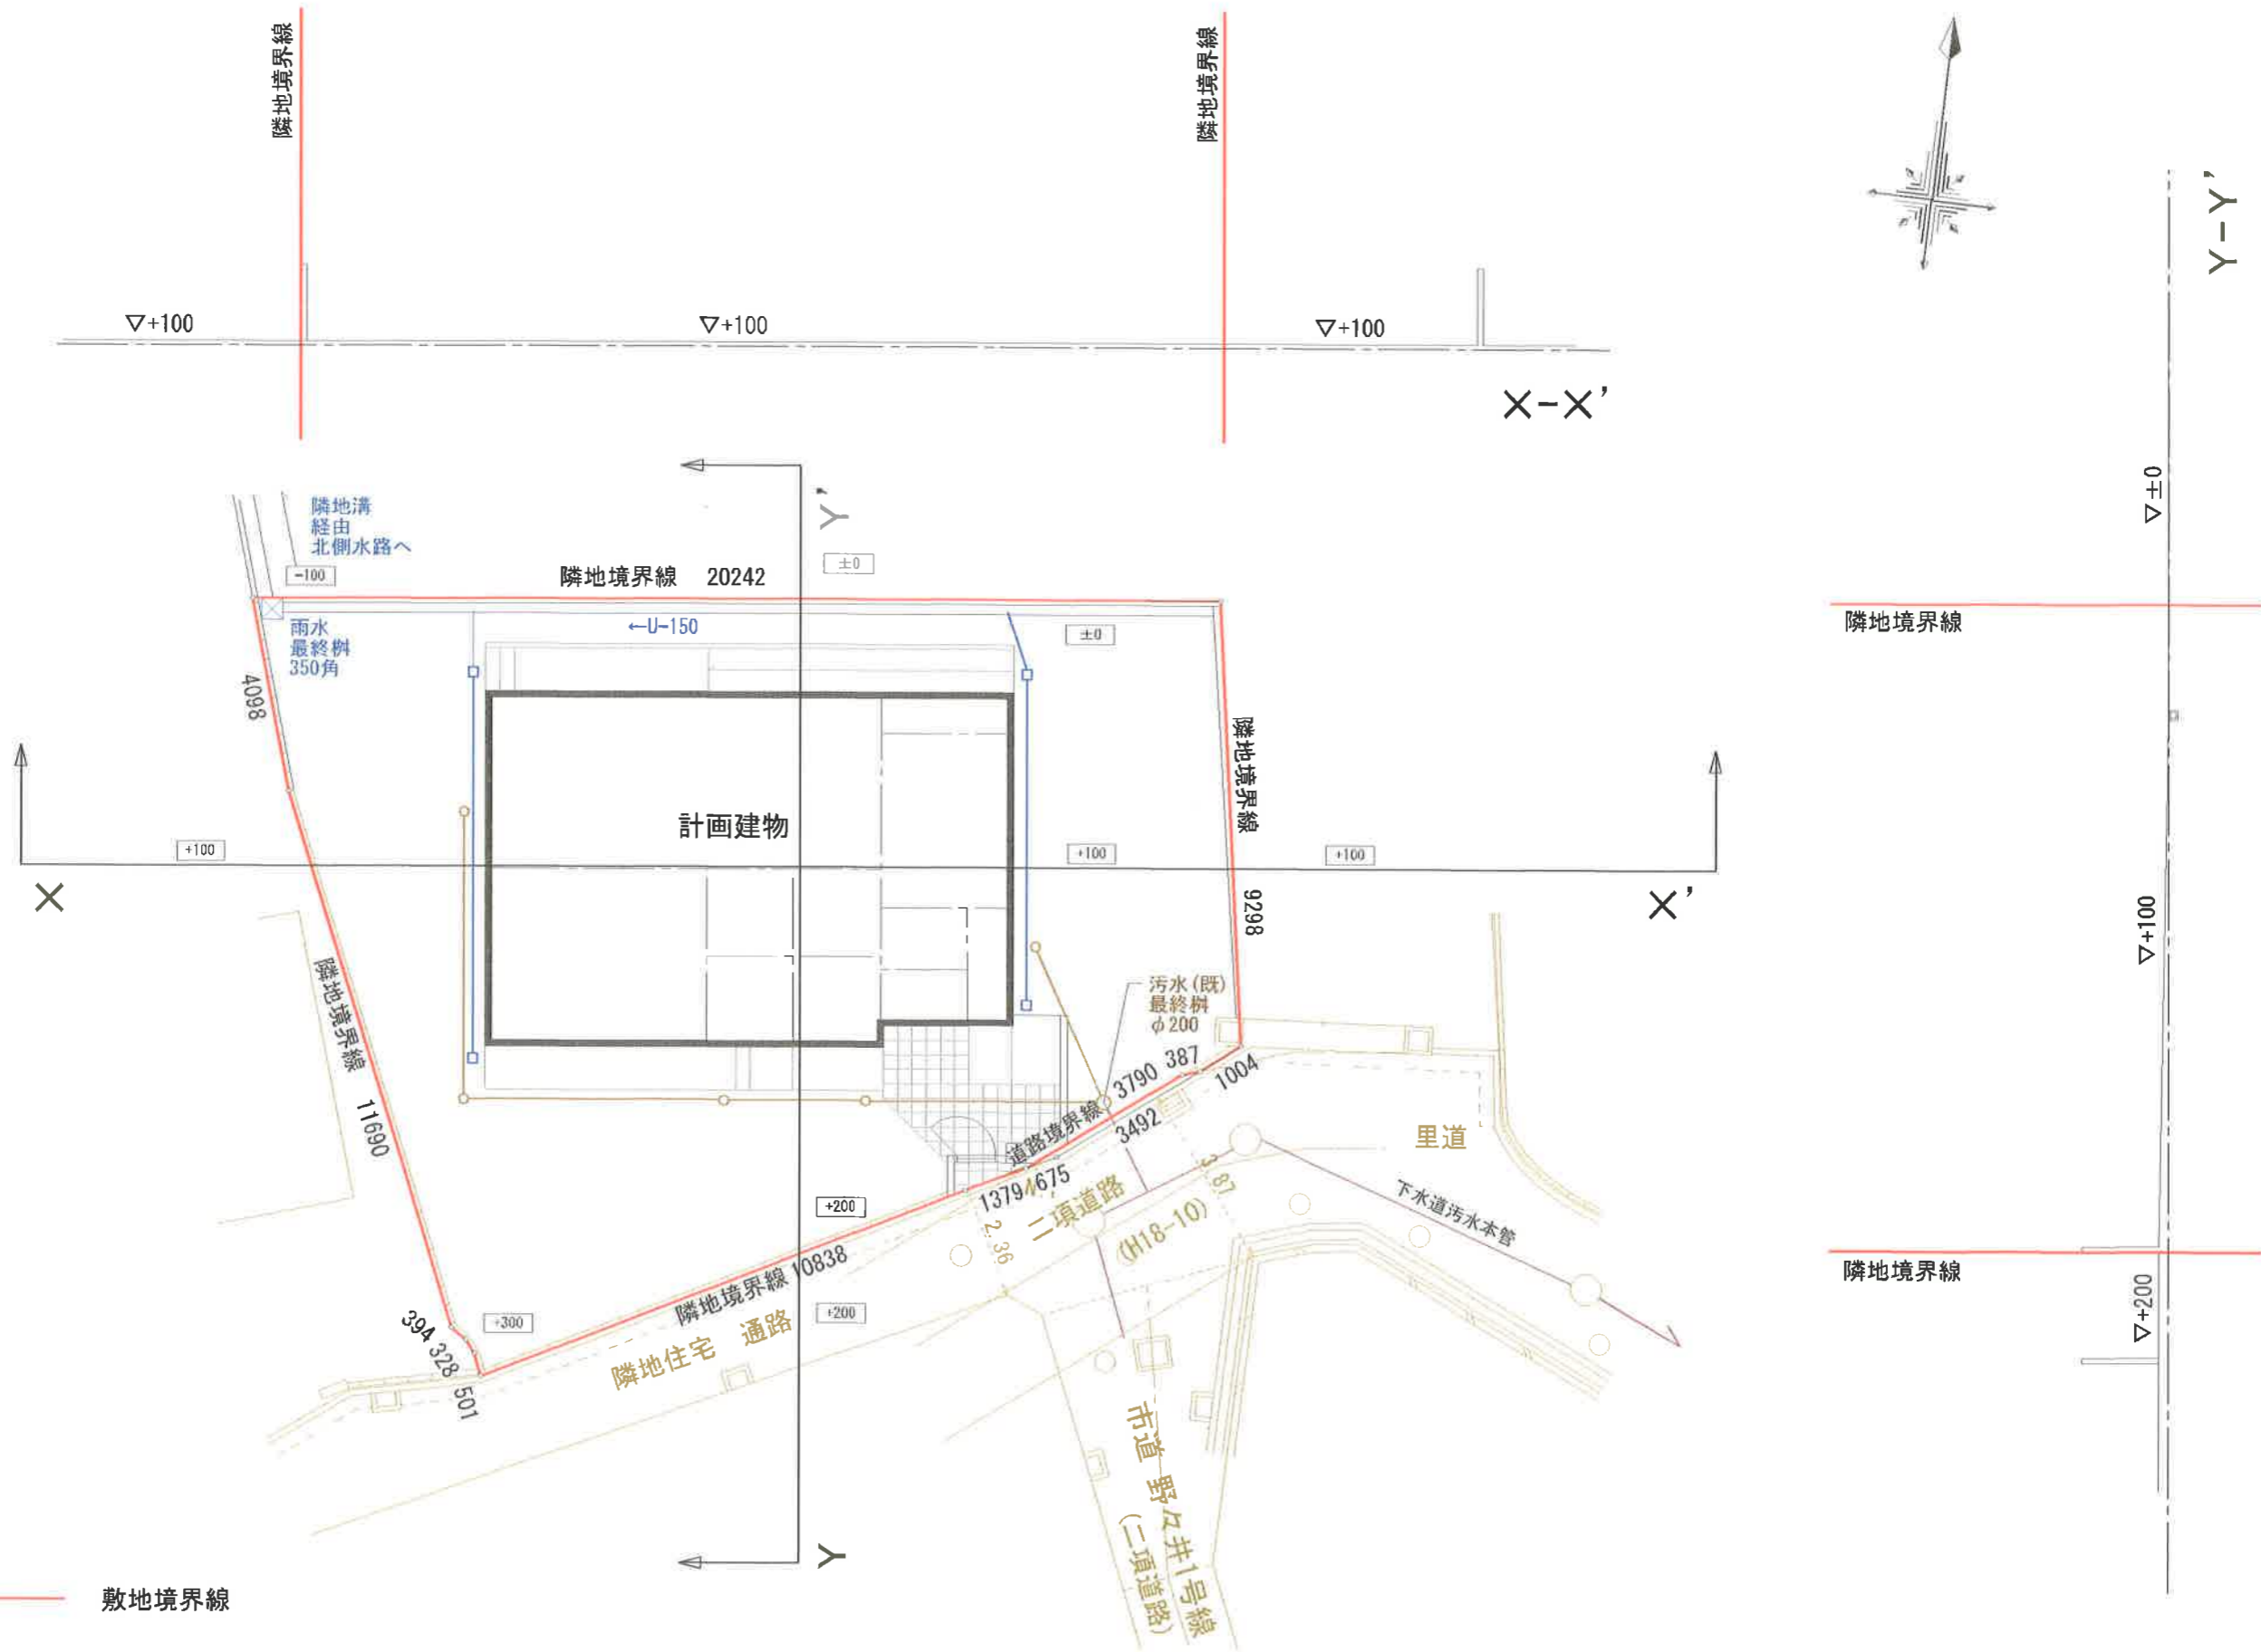 隣地境界線
隣地境界線
▽+100
▽+100
▽+100
X-X'
Y-Y'
隣地溝
経由
北側水路へ
-100
隣地境界線 20242
Y'
±0
雨水
最終桝
350角
←U-150
±0
4098
隣地境界線
9298
計画建物
+100
+100
+100
X
X'
隣地境界線 11690
汚水(既)
最終桝
φ200
道路境界線
3790
387
1004
3492
675
1379
里道
二項道路
(H18-10)
2.36
3.87
下水道汚水本管
+200
隣地境界線 10838
+200
+300
394
328
501
隣地住宅 通路
市道 野々井1号線
(二項道路)
Y
▽±0
隣地境界線
▽+100
隣地境界線
▽+200
敷地境界線